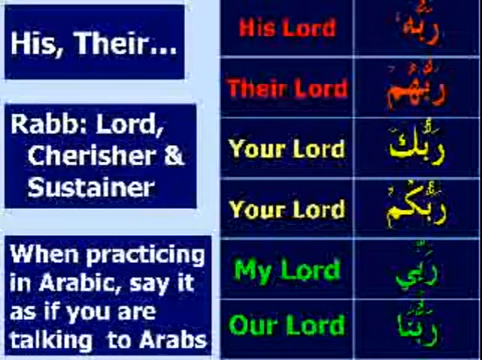 His, Their...
Rabb: Lord,
Cherisher &
Sustainer
When practicing
in Arabic, say it
as if you are
talking to Arabs
His Lord رَبُّهُ
Their Lord رَبُّهُمْ
Your Lord رَبُّكَ
Your Lord رَبُّكُمْ
My Lord رَبِّي
Our Lord رَبُّنَا